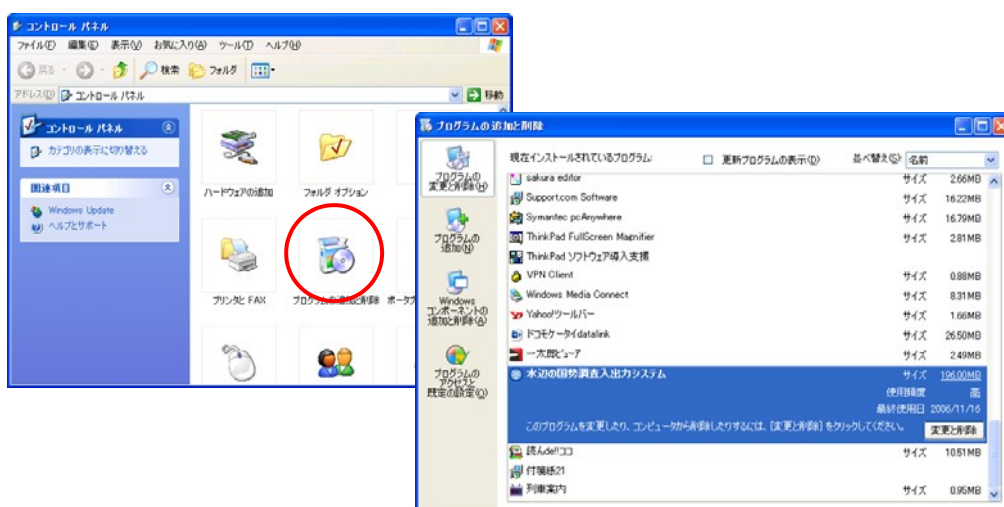 コントロール パネル
ファイル(F) 編集(E) 表示(V) お気に入り(A) ツール(T) ヘルプ(H)
戻る 検索 フォルダ
アドレス(D) コントロール パネル 移動
コントロール パネル
カテゴリの表示に切り替える
関連項目
Windows Update
ヘルプとサポート
ハードウェアの追加 フォルダ オプション
プリンタと FAX プログラムの追加と削除 ポータブ
プログラムの追加と削除
プログラムの変更と削除(H)
プログラムの追加(N)
Windows コンポーネントの追加と削除(A)
プログラムのアクセスと既定の設定(O)
現在インストールされているプログラム: 更新プログラムの表示(D) 並べ替え(S): 名前
sakura editor サイズ 2.66MB
Support.com Software サイズ 16.22MB
Symantec pcAnywhere サイズ 16.79MB
ThinkPad FullScreen Magnifier サイズ 2.81MB
ThinkPad ソフトウェア導入支援
VPN Client サイズ 0.88MB
Windows Media Connect サイズ 8.31MB
Yahoo!ツールバー サイズ 1.66MB
ドコモケータイdatalink サイズ 26.50MB
一太郎ビューア サイズ 2.49MB
水辺の国勢調査入出力システム サイズ 196.00MB
使用頻度 高
最終使用日 2006/11/16
このプログラムを変更したり、コンピュータから削除したりするには、[変更と削除] をクリックしてください。 変更と削除
読んde!!ココ サイズ 10.51MB
付箋紙21
列車案内 サイズ 0.95MB